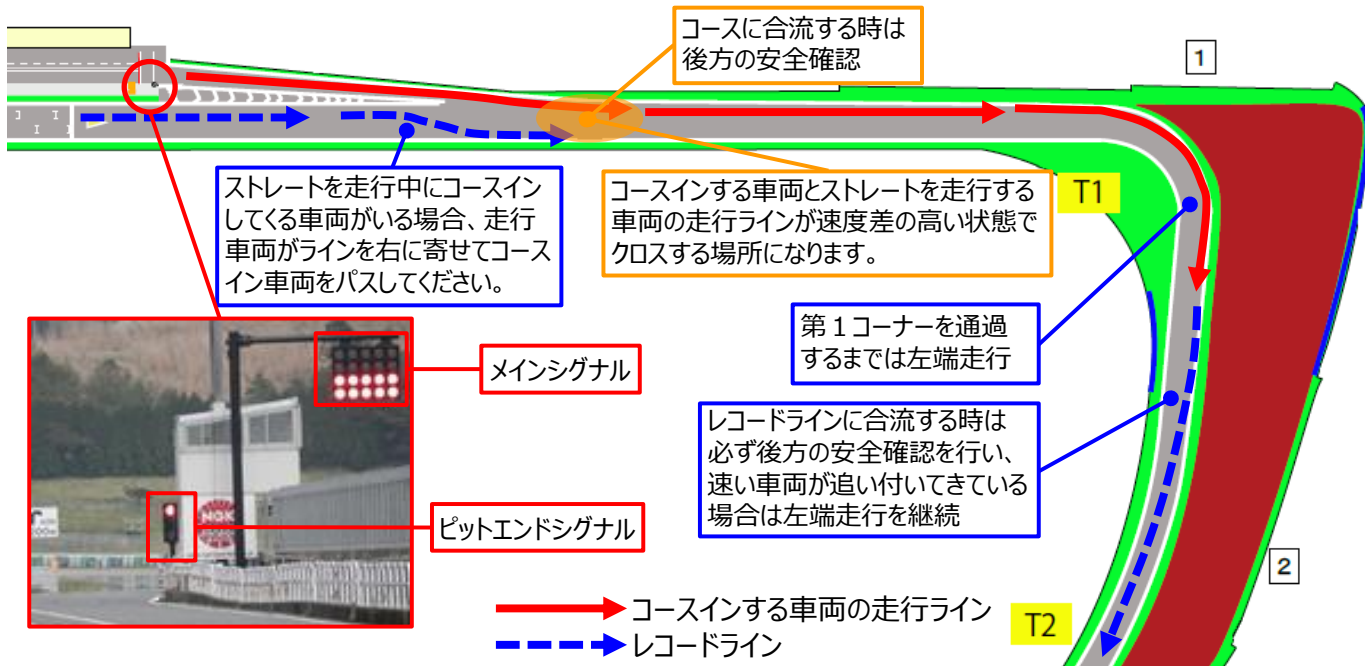 コースに合流する時は
後方の安全確認
1
ストレートを走行中にコースイン
してくる車両がいる場合、走行
車両がラインを右に寄せてコース
イン車両をパスしてください。
コースインする車両とストレートを走行する
車両の走行ラインが速度差の高い状態で
クロスする場所になります。
T1
第１コーナーを通過
するまでは左端走行
メインシグナル
レコードラインに合流する時は
必ず後方の安全確認を行い、
速い車両が追い付いてきている
場合は左端走行を継続
NGK
ピットエンドシグナル
2
コースインする車両の走行ライン
T2
レコードライン